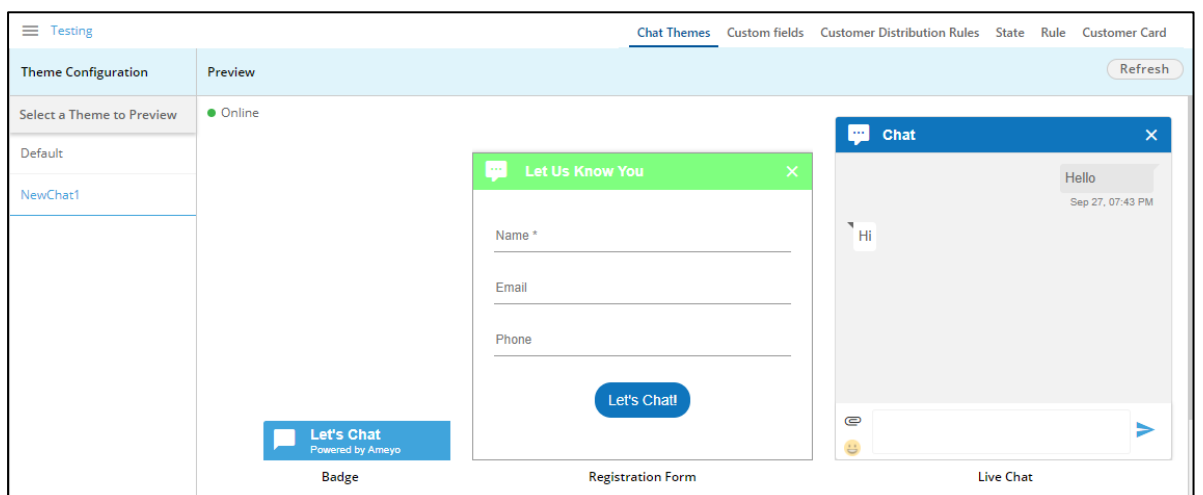 Testing
Chat Themes Custom fields Customer Distribution Rules State Rule Customer Card
Theme Configuration
Preview
Refresh
Select a Theme to Preview
Default
NewChat1
Online
Let's Chat
Powered by Ameyo
Badge
Let Us Know You
Name *
Email
Phone
Let's Chat!
Registration Form
Chat
Hello
Sep 27, 07:43 PM
Hi
Live Chat